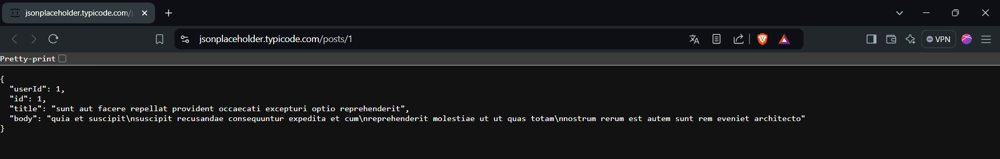 jsonplaceholder.typicode.com/
jsonplaceholder.typicode.com/posts/1
VPN
Pretty-print
{
  "userId": 1,
  "id": 1,
  "title": "sunt aut facere repellat provident occaecati excepturi optio reprehenderit",
  "body": "quia et suscipit\nsuscipit recusandae consequuntur expedita et cum\nreprehenderit molestiae ut ut quas totam\nnostrum rerum est autem sunt rem eveniet architecto"
}